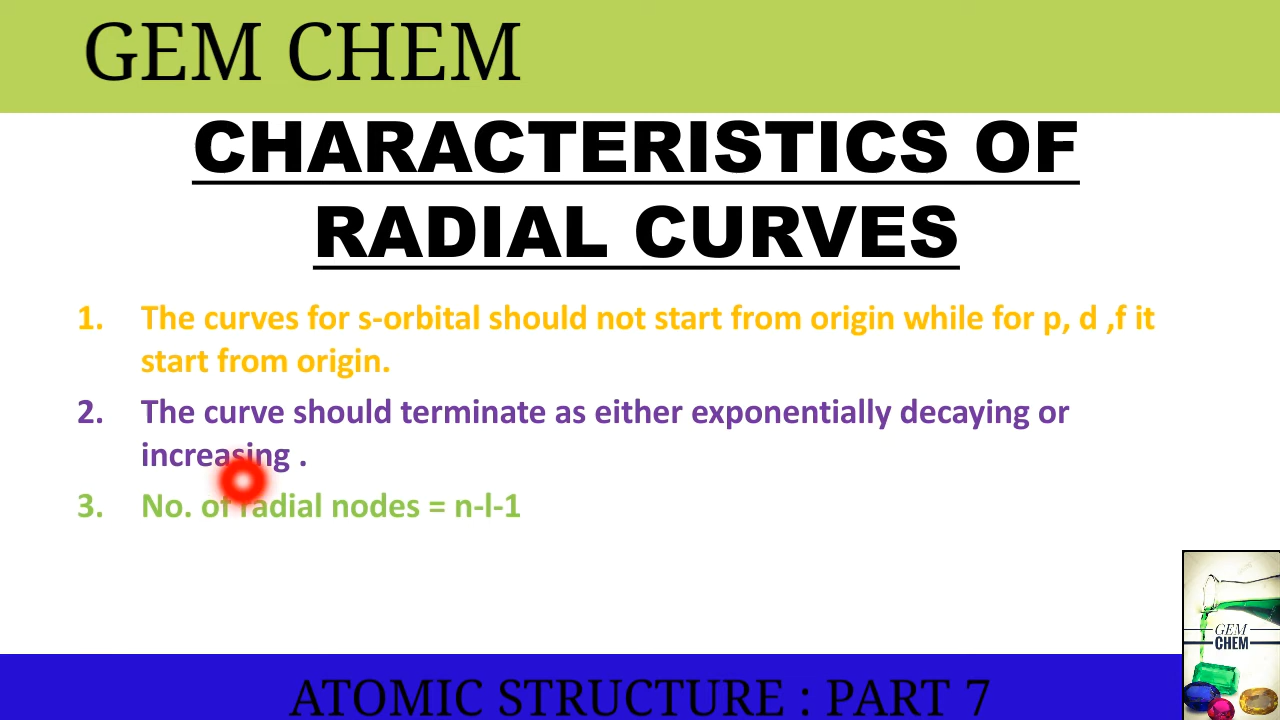 GEM CHEM
CHARACTERISTICS OF
RADIAL CURVES
1. The curves for s-orbital should not start from origin while for p, d ,f it
start from origin.
2. The curve should terminate as either exponentially decaying or
increasing .
3. No. of radial nodes = n-l-1
GEM
CHEM
ATOMIC STRUCTURE : PART 7